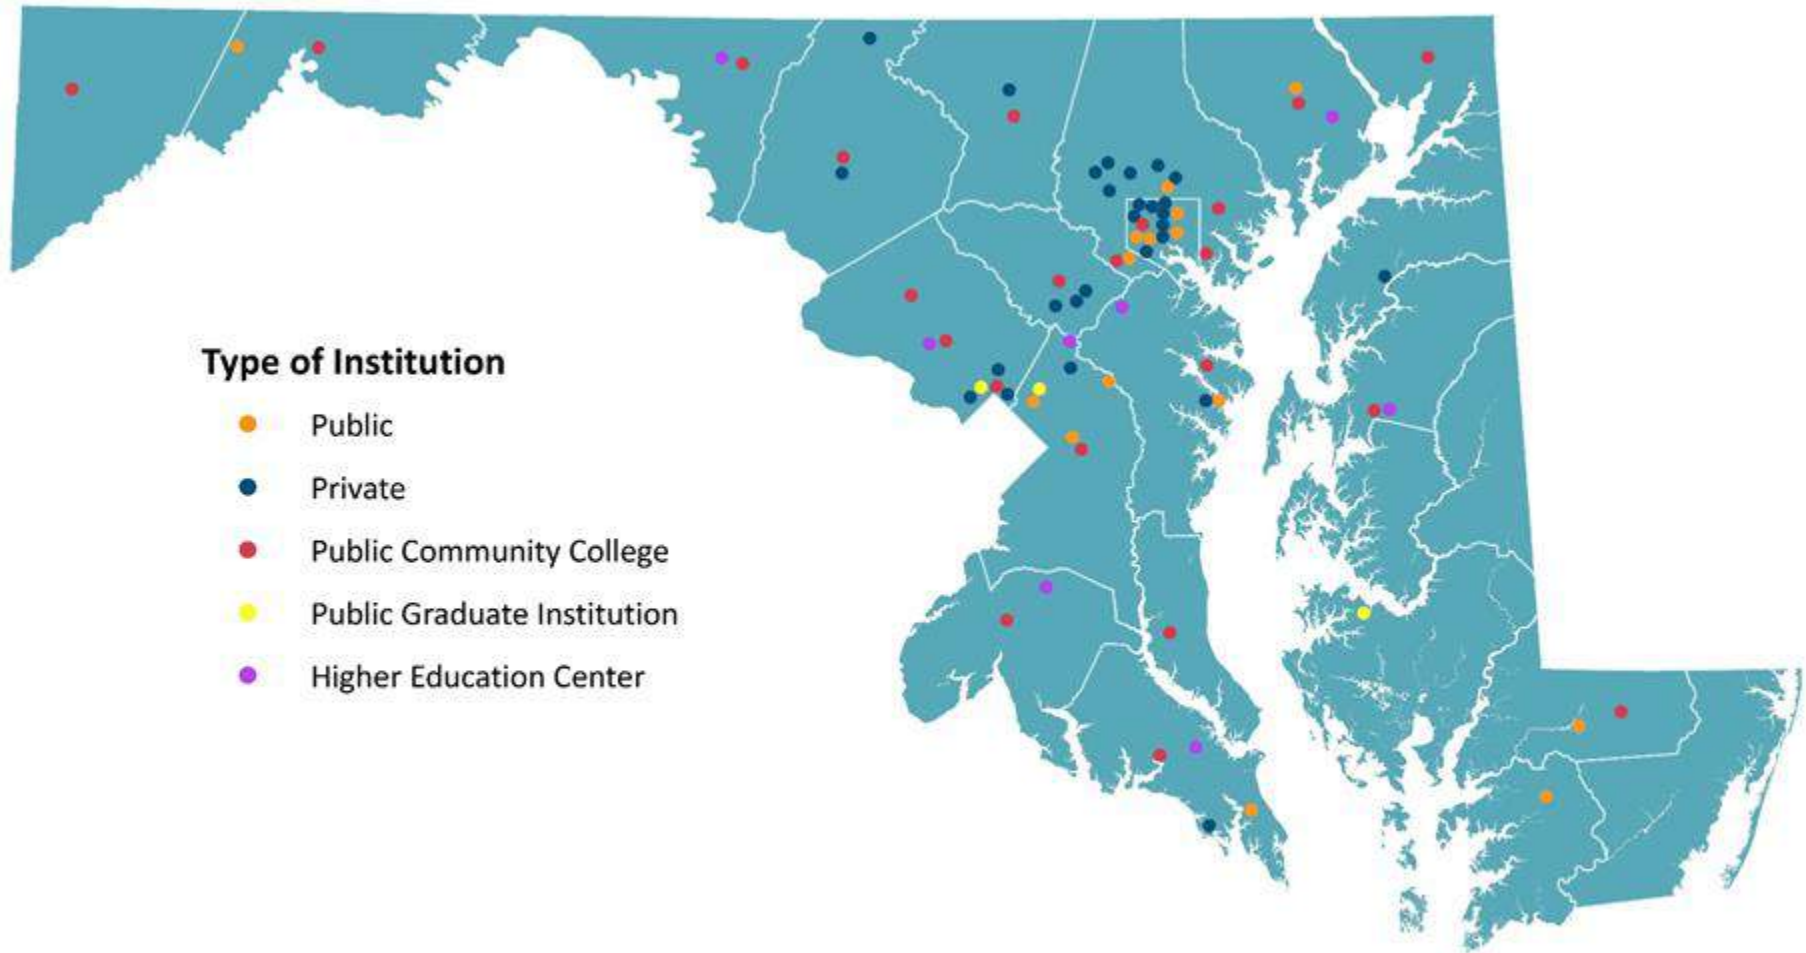 Type of Institution
Public
Private
Public Community College
Public Graduate Institution
Higher Education Center